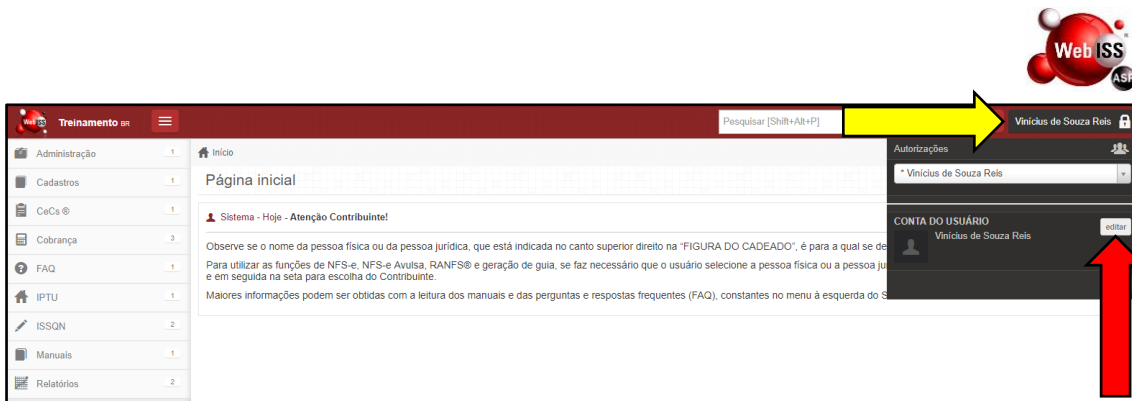 Web ISS
ASP
Web ISS
Treinamento BR
Pesquisar [Shift+Alt+P]
Vinícius de Souza Reis
Administração 1
Cadastros 1
CeCs ® 1
Cobrança 3
FAQ 1
IPTU 1
ISSQN 2
Manuais 1
Relatórios 2
Início
Página inicial
Sistema - Hoje - Atenção Contribuinte!
Observe se o nome da pessoa física ou da pessoa jurídica, que está indicada no canto superior direito na “FIGURA DO CADEADO”, é para a qual se de
Para utilizar as funções de NFS-e, NFS-e Avulsa, RANFS® e geração de guia, se faz necessário que o usuário selecione a pessoa física ou a pessoa ju
e em seguida na seta para escolha do Contribuinte.
Maiores informações podem ser obtidas com a leitura dos manuais e das perguntas e respostas frequentes (FAQ), constantes no menu à esquerda do S
Autorizações
* Vinícius de Souza Reis
CONTA DO USUÁRIO
editar
Vinícius de Souza Reis